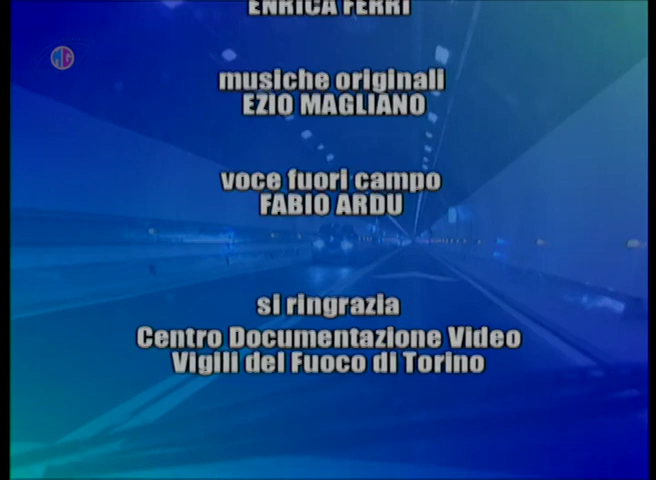 ENRICA FERRI
musiche originali
EZIO MAGLIANO
voce fuori campo
FABIO ARDU
si ringrazia
Centro Documentazione Video
Vigili del Fuoco di Torino